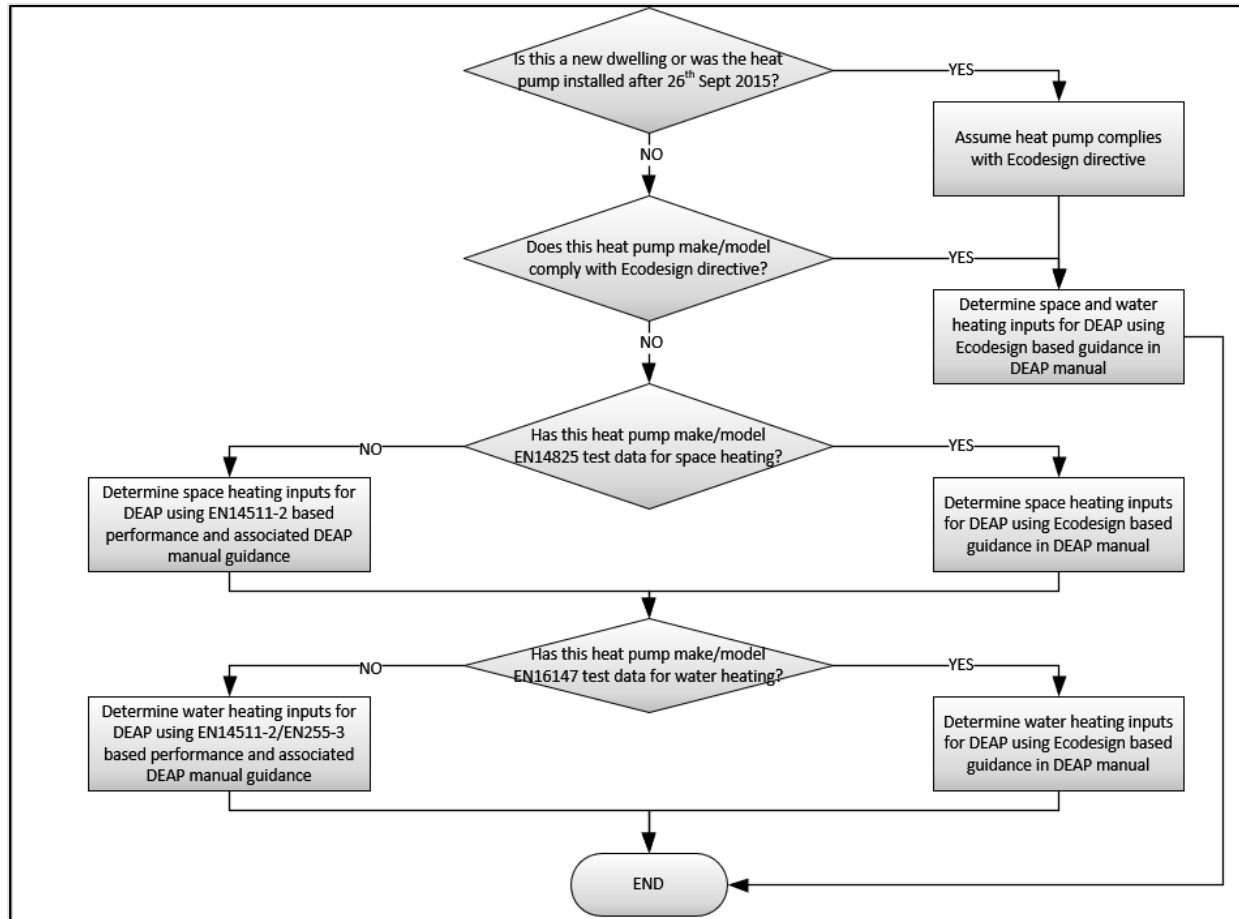 Is this a new dwelling or was the heat
pump installed after 26th Sept 2015?
YES
Assume heat pump complies
with Ecodesign directive
NO
Does this heat pump make/model
comply with Ecodesign directive?
YES
Determine space and water
heating inputs for DEAP using
Ecodesign based guidance in
DEAP manual
NO
Has this heat pump make/model
EN14825 test data for space heating?
NO
YES
Determine space heating inputs for
DEAP using EN14511-2 based
performance and associated DEAP
manual guidance
Determine space heating inputs
for DEAP using Ecodesign based
guidance in DEAP manual
Has this heat pump make/model
EN16147 test data for water heating?
NO
YES
Determine water heating inputs for
DEAP using EN14511-2/EN255-3
based performance and associated
DEAP manual guidance
Determine water heating inputs
for DEAP using Ecodesign based
guidance in DEAP manual
END